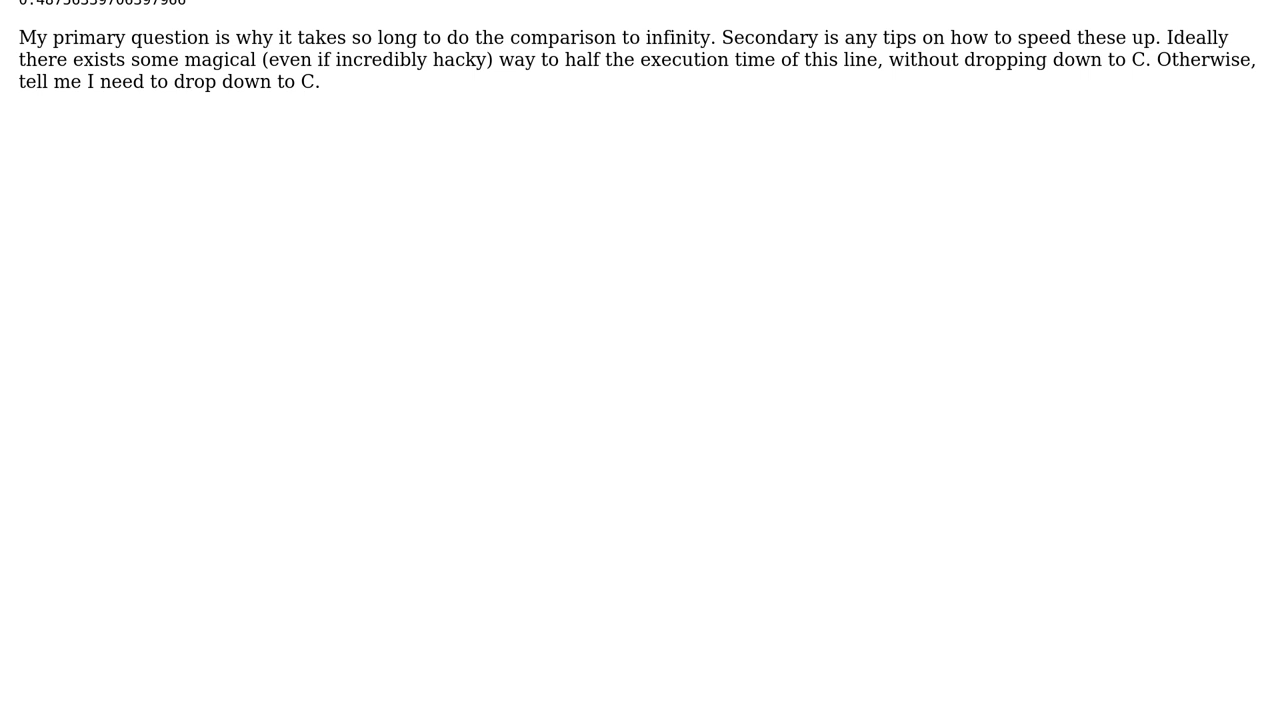 0.48756339706397966
My primary question is why it takes so long to do the comparison to infinity. Secondary is any tips on how to speed these up. Ideally
there exists some magical (even if incredibly hacky) way to half the execution time of this line, without dropping down to C. Otherwise,
tell me I need to drop down to C.